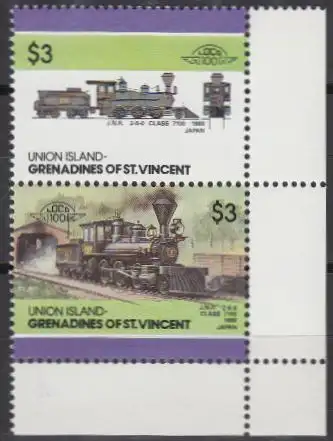 $3
LOCO
100
J.N.R. 2-6-0 CLASS 7100 1880
JAPAN
UNION ISLAND-
GRENADINES OF ST.VINCENT
LOCO
100
$3
UNION ISLAND-
GRENADINES OF ST.VINCENT
J.N.R. 2-6-0
CLASS 7100
1880
JAPAN